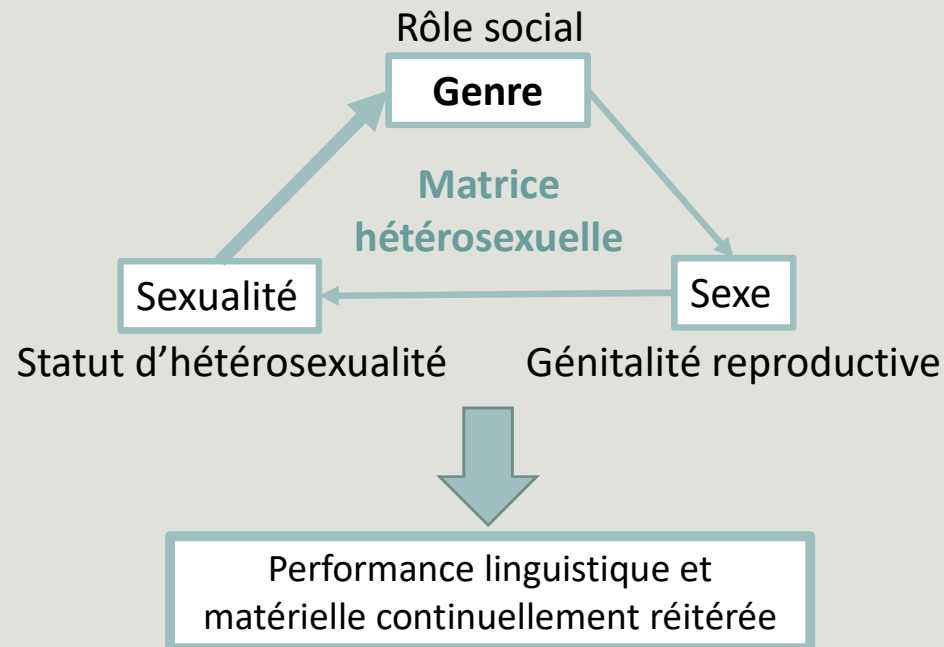 Rôle social
Genre
Matrice
hétérosexuelle
Sexualité
Sexe
Statut d’hétérosexualité
Génitalité reproductive
Performance linguistique et
matérielle continuellement réitérée